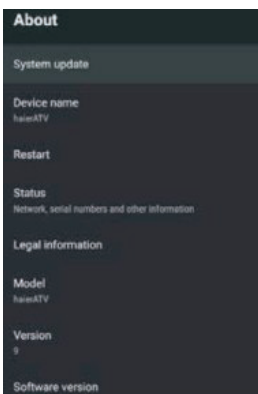 About
System update
Device name
haierATV
Restart
Status
Network, serial numbers and other information
Legal information
Model
haierATV
Version
9
Software version